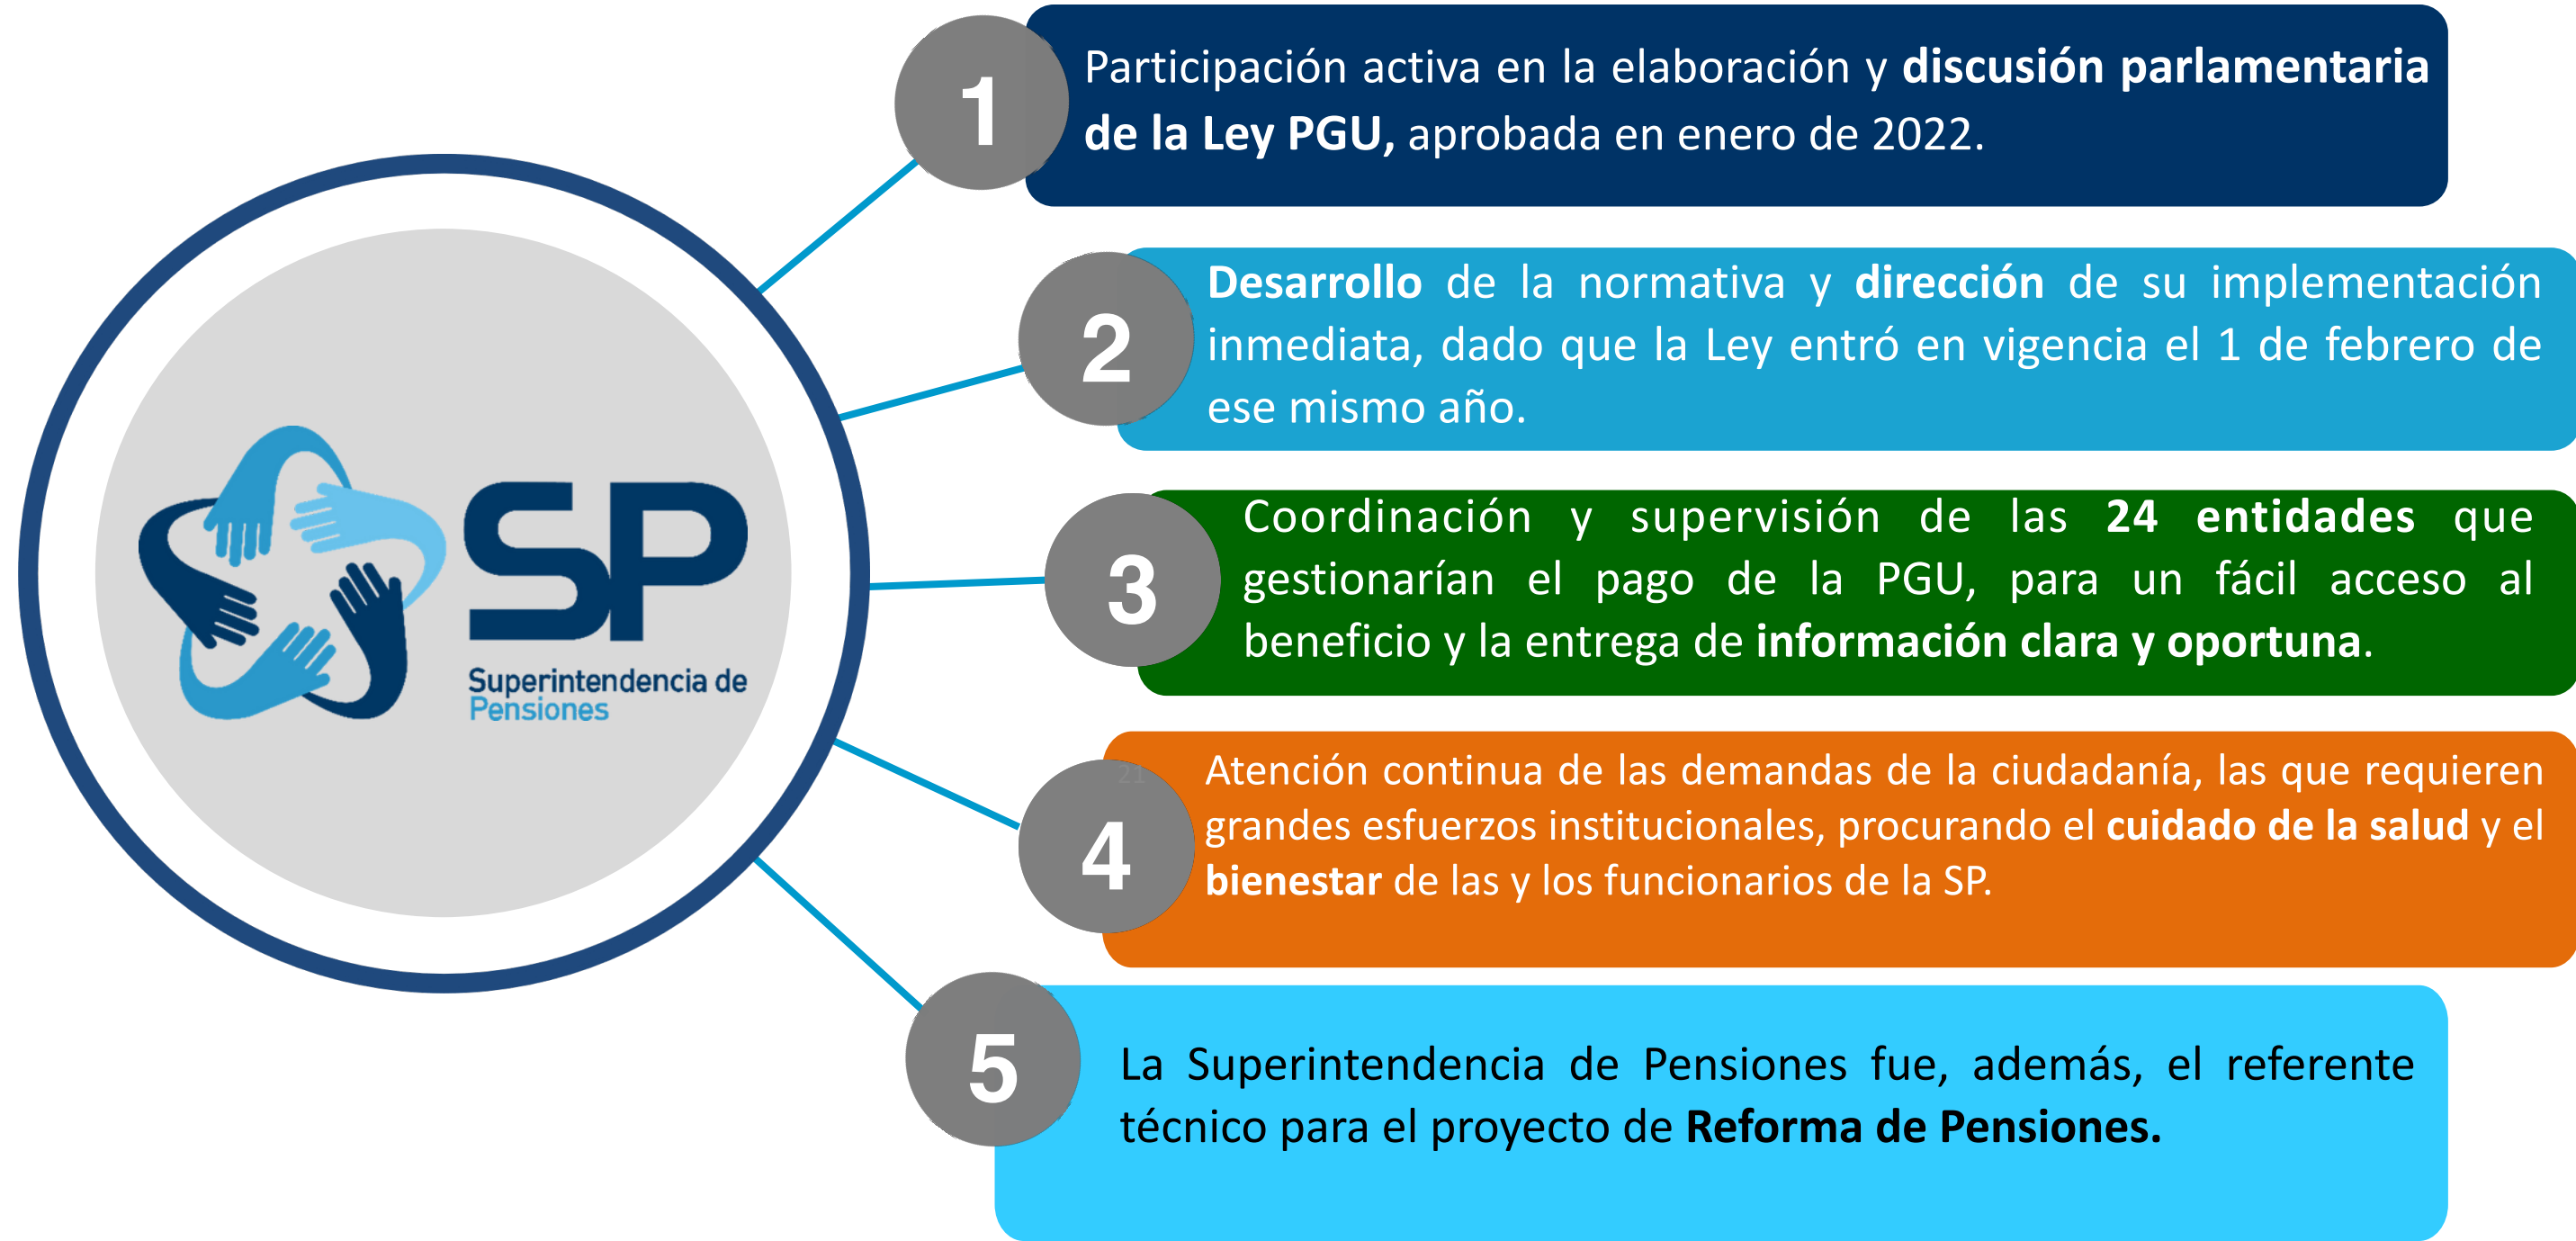 1
Participación activa en la elaboración y discusión parlamentaria
de la Ley PGU, aprobada en enero de 2022.
2
Desarrollo de la normativa y dirección de su implementación
inmediata, dado que la Ley entró en vigencia el 1 de febrero de
ese mismo año.
3
Coordinación y supervisión de las 24 entidades que
gestionarían el pago de la PGU, para un fácil acceso al
beneficio y la entrega de información clara y oportuna.
SP
Superintendencia de
Pensiones
21
4
Atención continua de las demandas de la ciudadanía, las que requieren
grandes esfuerzos institucionales, procurando el cuidado de la salud y el
bienestar de las y los funcionarios de la SP.
5
La Superintendencia de Pensiones fue, además, el referente
técnico para el proyecto de Reforma de Pensiones.